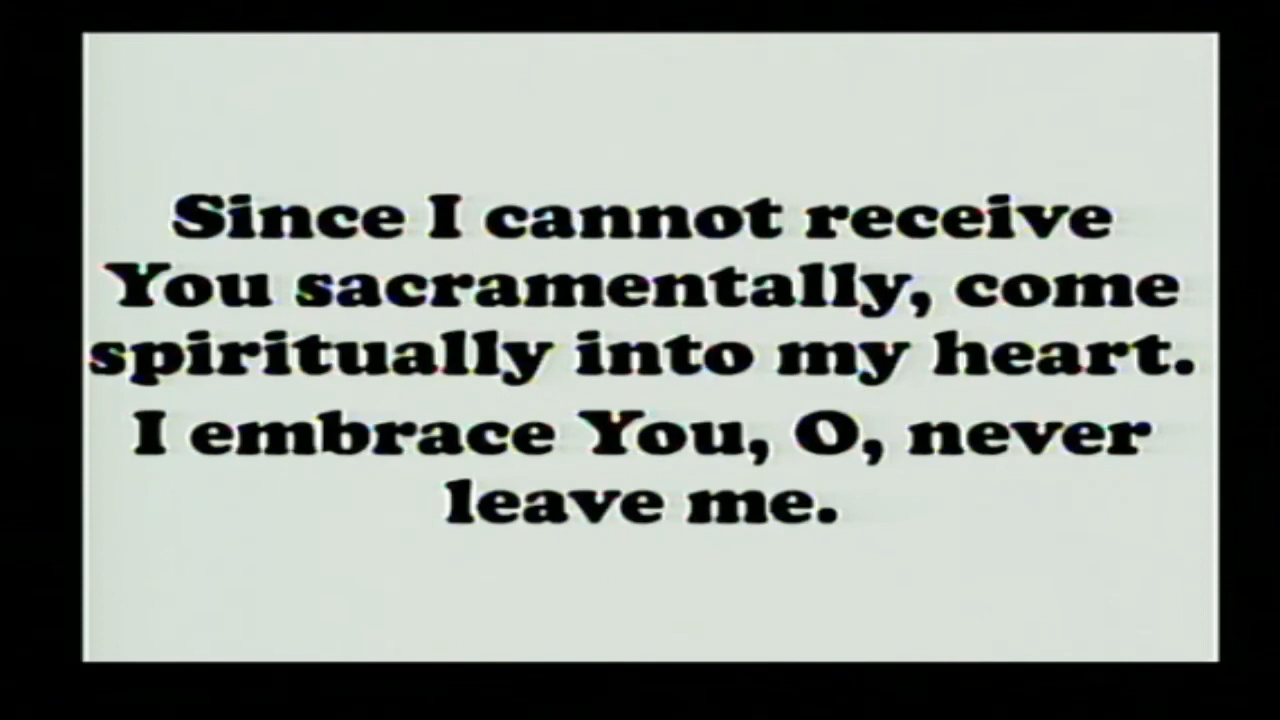 Since I cannot receive
You sacramentally, come
spiritually into my heart.
I embrace You, O, never
leave me.